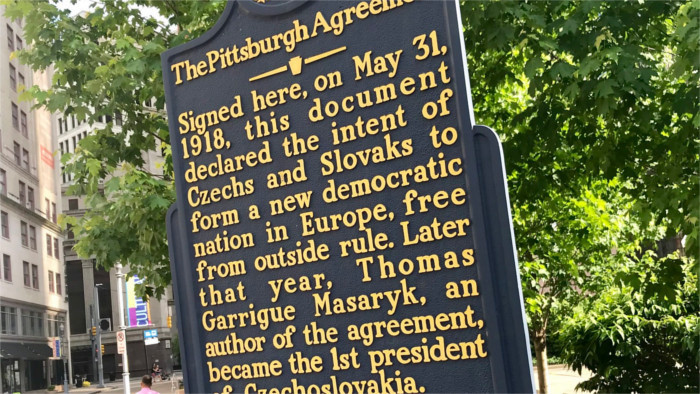 The Pittsburgh Agreement
Signed here, on May 31,
1918, this document
declared the intent of
Czechs and Slovaks to
form a new democratic
nation in Europe, free
from outside rule. Later
that year, Thomas
Garrigue Masaryk, an
author of the agreement,
became the 1st president
of Czechoslovakia.